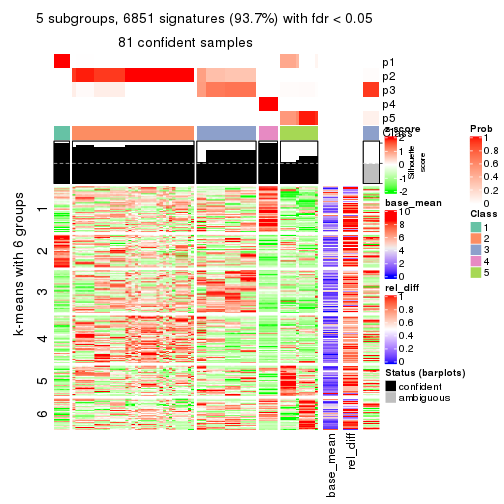 5 subgroups, 6851 signatures (93.7%) with fdr < 0.05
81 confident samples
p1
p2
p3
p4
p5
Class
Silhouette
score
k-means with 6 groups
1
2
3
4
5
6
base_mean
rel_diff
z-score
2
1
0
-1
-2
base_mean
10
8
6
4
2
0
rel_diff
1
0.8
0.6
0.4
0.2
0
Status (barplots)
confident
ambiguous
Prob
1
0.8
0.6
0.4
0.2
0
Class
1
2
3
4
5